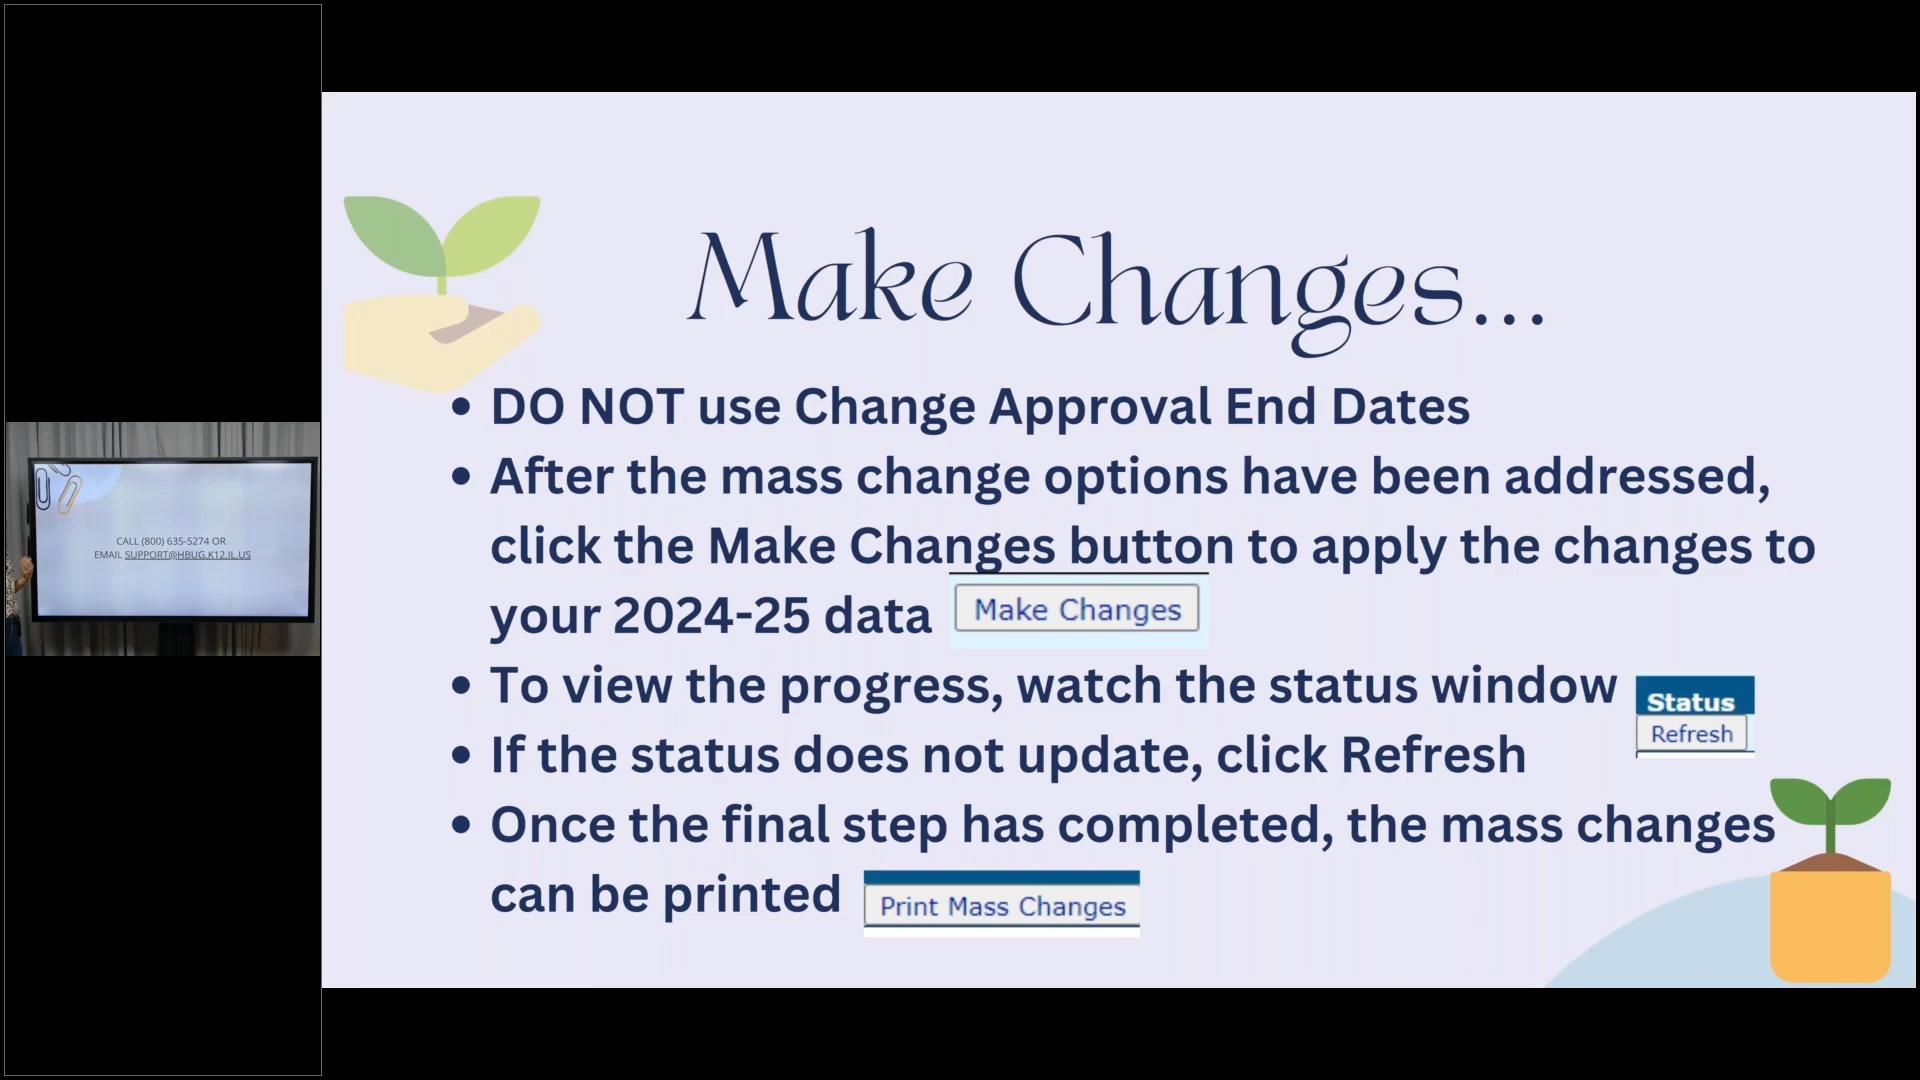 CALL (800) 635-5274 OR
EMAIL SUPPORT@HBUG.K12.IL.US
Make Changes...
• DO NOT use Change Approval End Dates
• After the mass change options have been addressed,
click the Make Changes button to apply the changes to
your 2024-25 data Make Changes
• To view the progress, watch the status window
Status
Refresh
• If the status does not update, click Refresh
• Once the final step has completed, the mass changes
can be printed Print Mass Changes